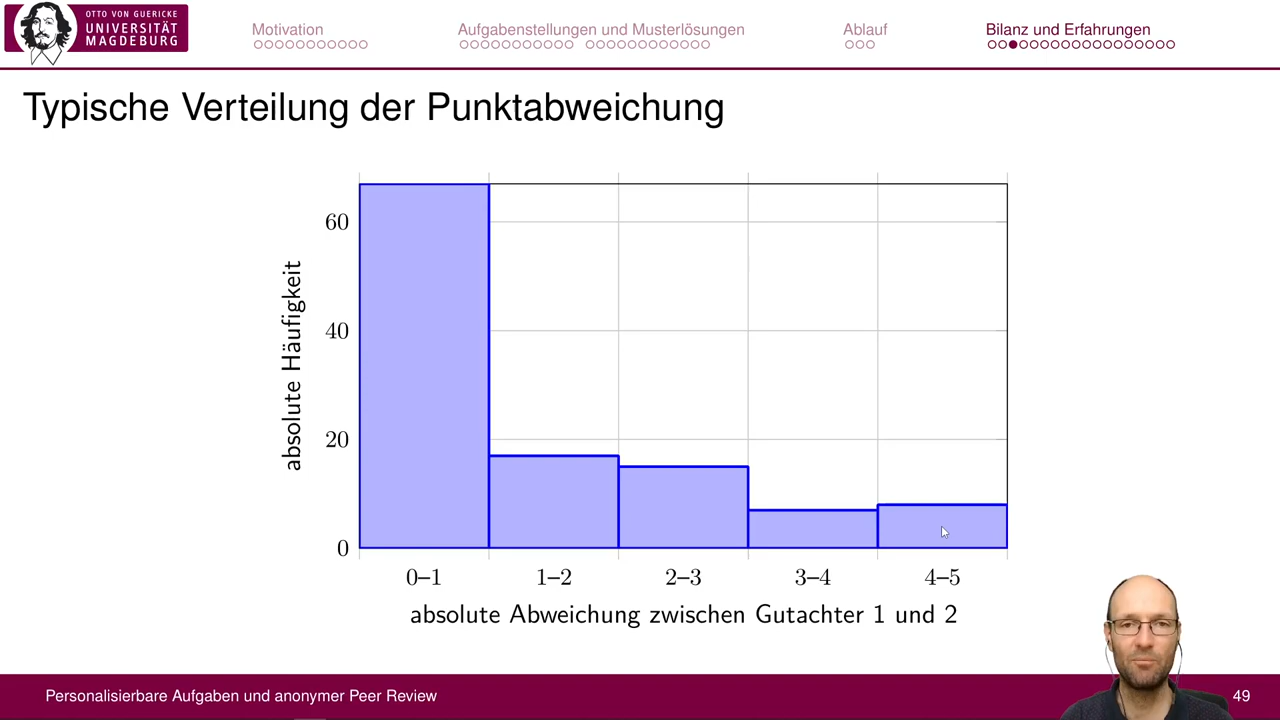 OTTO VON GUERICKE
UNIVERSITÄT
MAGDEBURG
Motivation
Aufgabenstellungen und Musterlösungen
Ablauf
Bilanz und Erfahrungen
Typische Verteilung der Punktabweichung
absolute Häufigkeit
60
40
20
0
0–1
1–2
2–3
3–4
4–5
absolute Abweichung zwischen Gutachter 1 und 2
Personalisierbare Aufgaben und anonymer Peer Review
49